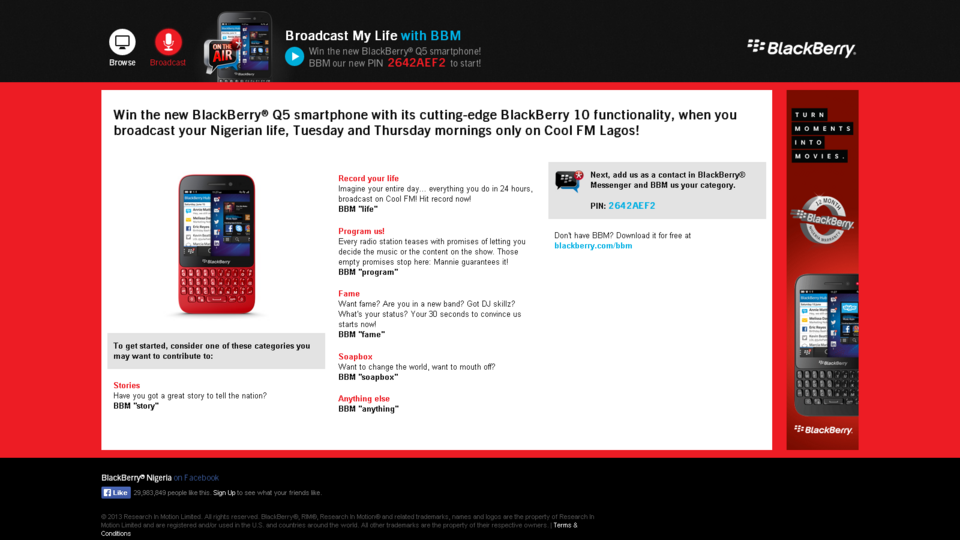 Broadcast My Life with BBM
Win the new BlackBerry® Q5 smartphone!
BBM our new PIN 2642AEF2 to start!
Browse
Broadcast
ON THE
AIR
BlackBerry.
Win the new BlackBerry® Q5 smartphone with its cutting-edge BlackBerry 10 functionality, when you
broadcast your Nigerian life, Tuesday and Thursday mornings only on Cool FM Lagos!
To get started, consider one of these categories you
may want to contribute to:
Stories
Have you got a great story to tell the nation?
BBM "story"
Record your life
Imagine your entire day... everything you do in 24 hours,
broadcast on Cool FM! Hit record now!
BBM "life"
Program us!
Every radio station teases with promises of letting you
decide the music or the content on the show. Those
empty promises stop here: Mannie guarantees it!
BBM "program"
Fame
Want fame? Are you in a new band? Got DJ skillz?
What's your status? Your 30 seconds to convince us
starts now!
BBM "fame"
Soapbox
Want to change the world, want to mouth off?
BBM "soapbox"
Anything else
BBM "anything"
Next, add us as a contact in BlackBerry®
Messenger and BBM us your category.
PIN: 2642AEF2
Don't have BBM? Download it for free at
blackberry.com/bbm
TURN
MOMENTS
INTO
MOVIES.
12 MONTH
BlackBerry
BlackBerry.
BlackBerry® Nigeria on Facebook
Like 29,983,849 people like this. Sign Up to see what your friends like.
© 2013 Research In Motion Limited. All rights reserved. BlackBerry®, RIM®, Research In Motion® and related trademarks, names and logos are the property of Research In
Motion Limited and are registered and/or used in the U.S. and countries around the world. All other trademarks are the property of their respective owners. | Terms &
Conditions